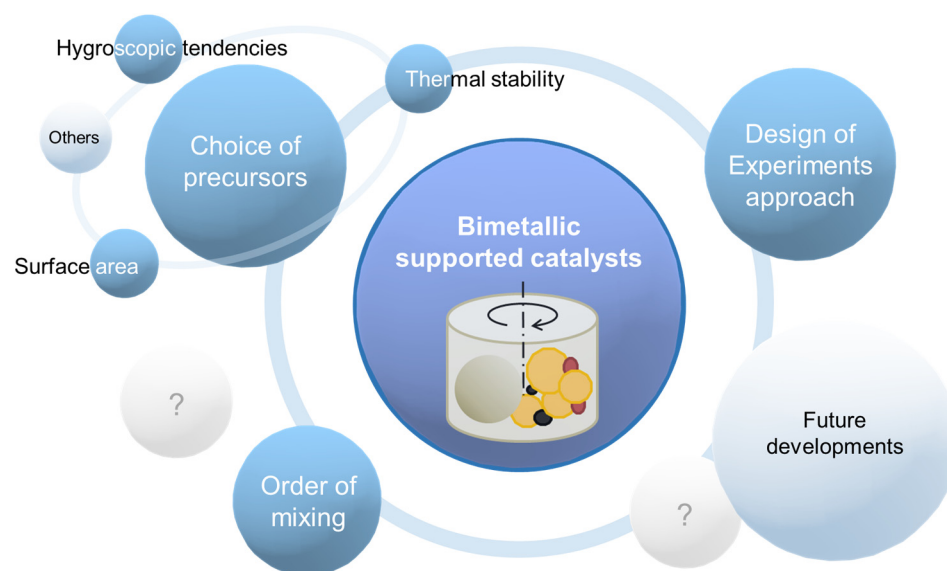 Hygroscopic tendencies
Thermal stability
Others
Choice of
precursors
Surface area
Design of
Experiments
approach
Bimetallic
supported catalysts
?
Order of
mixing
Future
developments
?